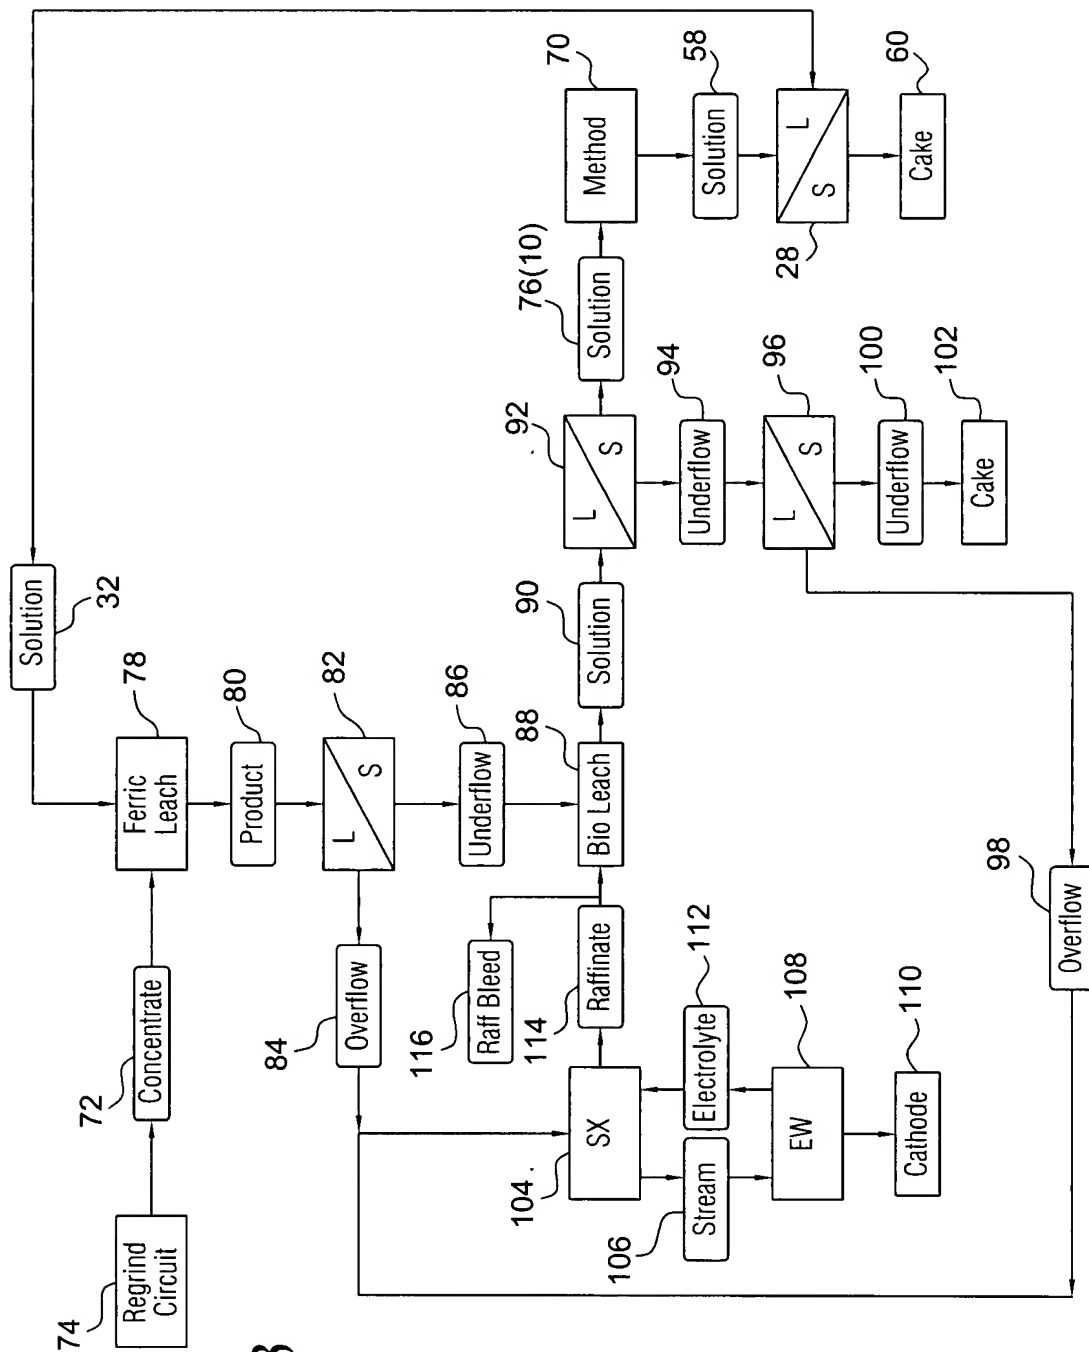 74
Regrind
Circuit
72
Concentrate
Ferric
Leach
78
Solution
32
Product
80
L
S
82
84
Overflow
Underflow
86
116
Raff Bleed
114
Raffinate
Bio Leach
88
Solution
90
L
S
92
Solution
76(10)
Method
70
Solution
58
L
S
28
Cake
60
Underflow
94
L
S
96
Underflow
100
Cake
102
104.
SX
Electrolyte
112
106
Stream
EW
108
Cathode
110
98
Overflow